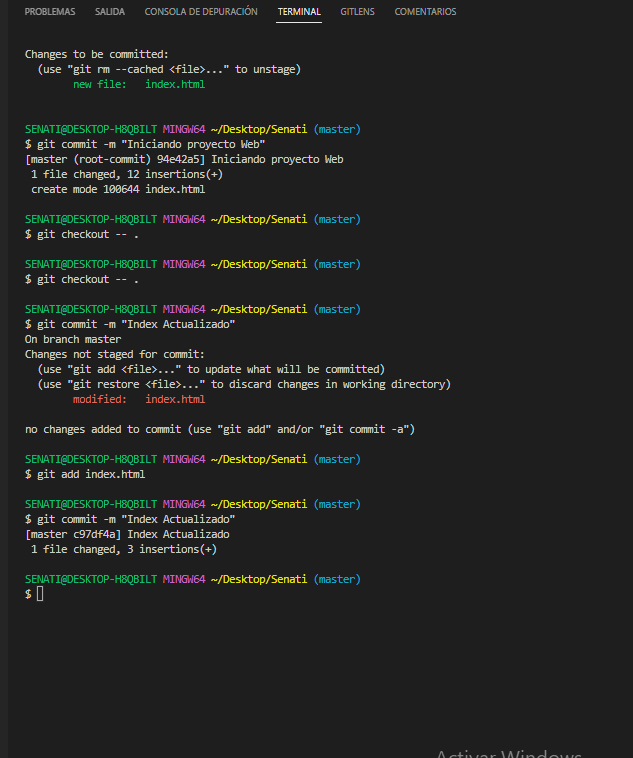 PROBLEMAS SALIDA CONSOLA DE DEPURACIÓN TERMINAL GITLENS COMENTARIOS
Changes to be committed:
  (use "git rm --cached <file>..." to unstage)
        new file:   index.html
SENATI@DESKTOP-H8QBILT MINGW64 ~/Desktop/Senati (master)
$ git commit -m "Iniciando proyecto Web"
[master (root-commit) 94e42a5] Iniciando proyecto Web
 1 file changed, 12 insertions(+)
 create mode 100644 index.html
SENATI@DESKTOP-H8QBILT MINGW64 ~/Desktop/Senati (master)
$ git checkout -- .
SENATI@DESKTOP-H8QBILT MINGW64 ~/Desktop/Senati (master)
$ git checkout -- .
SENATI@DESKTOP-H8QBILT MINGW64 ~/Desktop/Senati (master)
$ git commit -m "Index Actualizado"
On branch master
Changes not staged for commit:
  (use "git add <file>..." to update what will be committed)
  (use "git restore <file>..." to discard changes in working directory)
        modified:   index.html
no changes added to commit (use "git add" and/or "git commit -a")
SENATI@DESKTOP-H8QBILT MINGW64 ~/Desktop/Senati (master)
$ git add index.html
SENATI@DESKTOP-H8QBILT MINGW64 ~/Desktop/Senati (master)
$ git commit -m "Index Actualizado"
[master c97df4a] Index Actualizado
 1 file changed, 3 insertions(+)
SENATI@DESKTOP-H8QBILT MINGW64 ~/Desktop/Senati (master)
$
Activar Windows